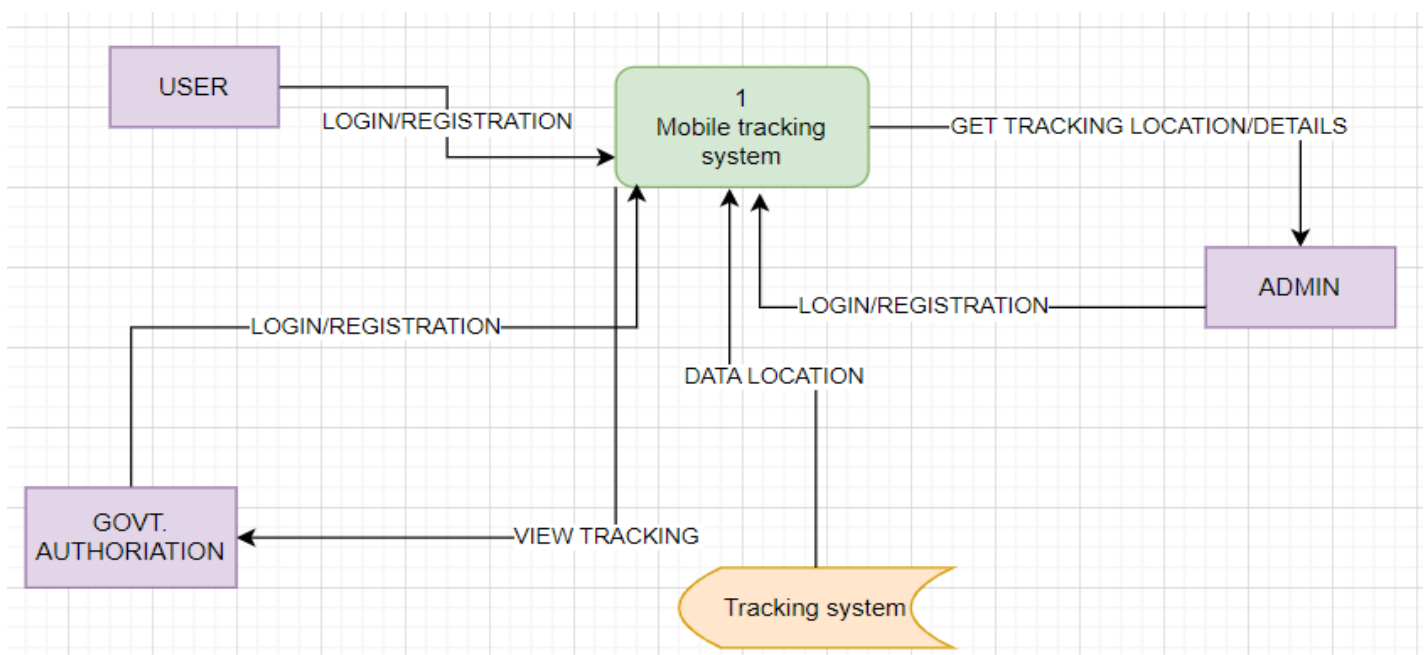 USER
1
Mobile tracking
system
LOGIN/REGISTRATION
GET TRACKING LOCATION/DETAILS
ADMIN
LOGIN/REGISTRATION
LOGIN/REGISTRATION
DATA LOCATION
GOVT.
AUTHORIATION
VIEW TRACKING
Tracking system